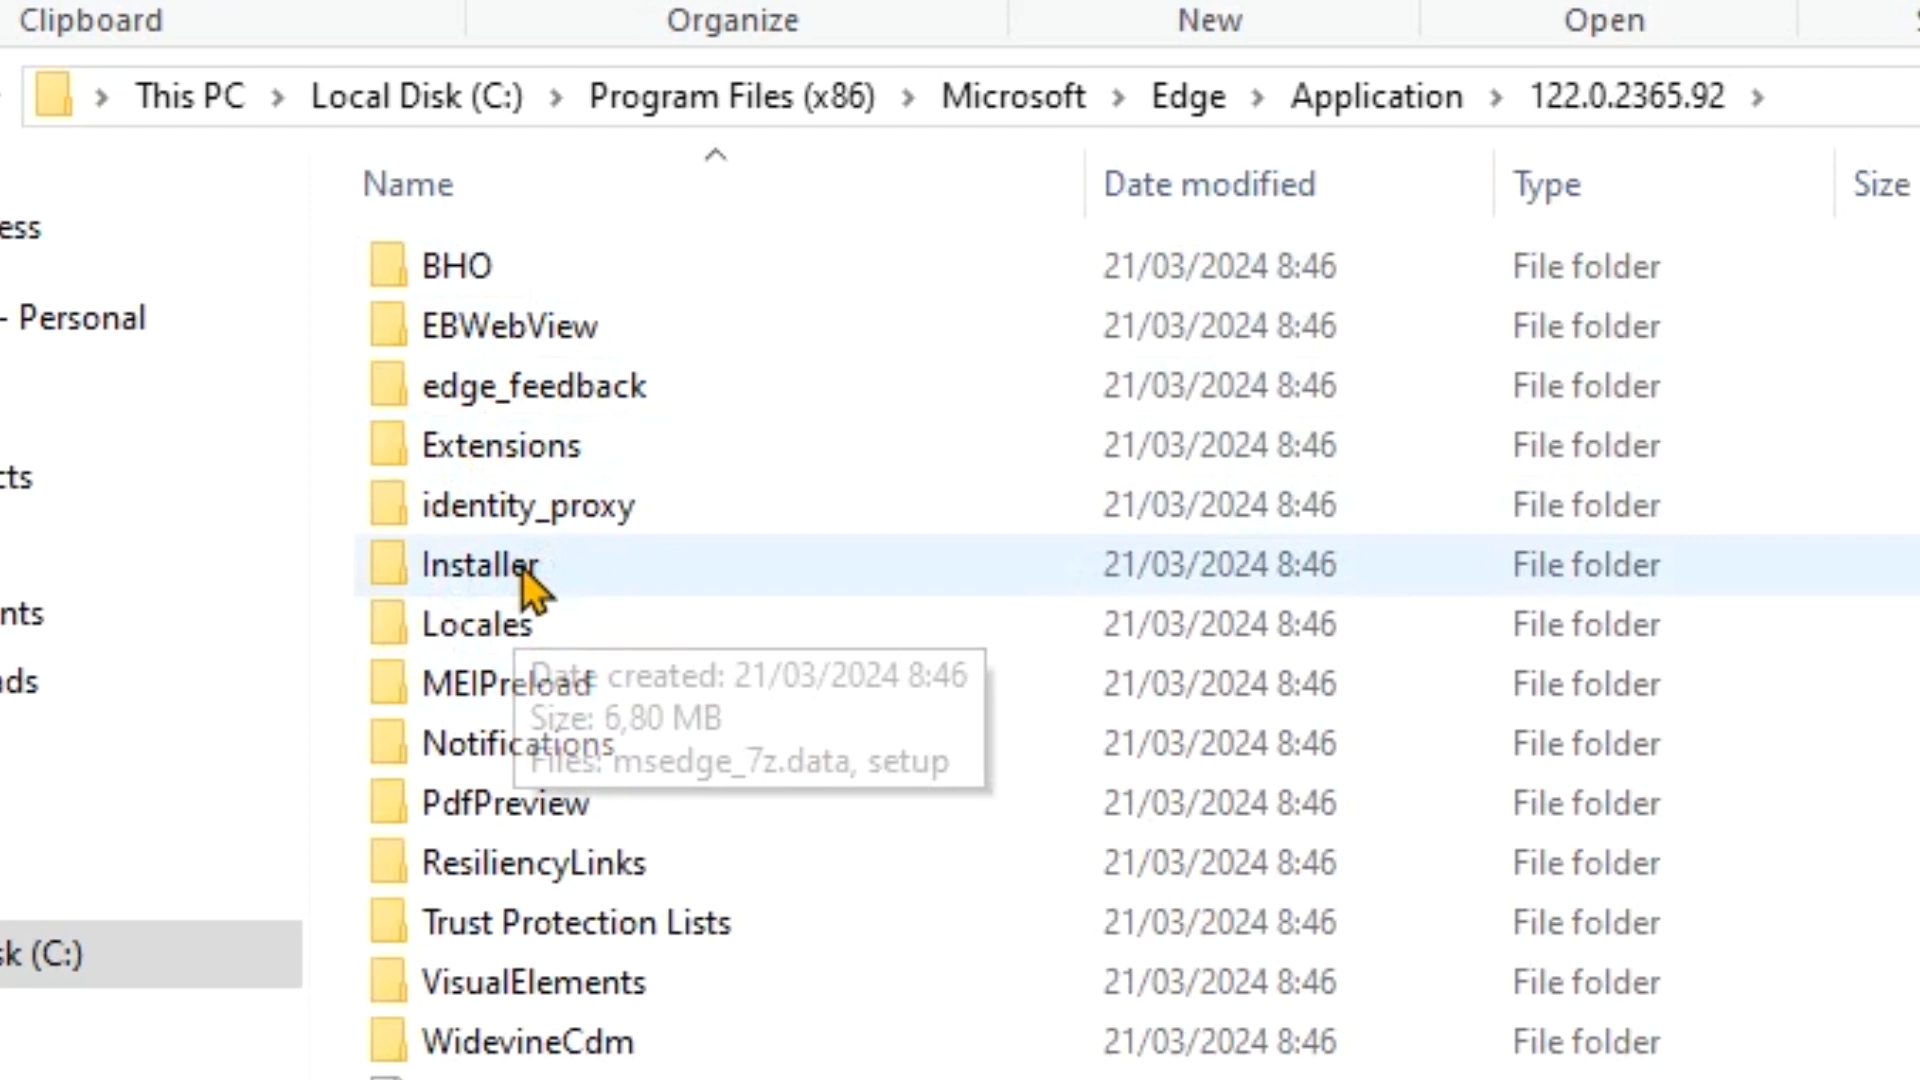 Clipboard Organize New Open
This PC > Local Disk (C:) > Program Files (x86) > Microsoft > Edge > Application > 122.0.2365.92 >
Name Date modified Type Size
ess
- Personal
cts
nts
ads
sk (C:)
BHO 21/03/2024 8:46 File folder
EBWebView 21/03/2024 8:46 File folder
edge_feedback 21/03/2024 8:46 File folder
Extensions 21/03/2024 8:46 File folder
identity_proxy 21/03/2024 8:46 File folder
Installer 21/03/2024 8:46 File folder
Locales 21/03/2024 8:46 File folder
MEIPreload 21/03/2024 8:46 File folder
Notifications 21/03/2024 8:46 File folder
PdfPreview 21/03/2024 8:46 File folder
ResiliencyLinks 21/03/2024 8:46 File folder
Trust Protection Lists 21/03/2024 8:46 File folder
VisualElements 21/03/2024 8:46 File folder
WidevineCdm 21/03/2024 8:46 File folder
Date created: 21/03/2024 8:46
Size: 6,80 MB
Files: msedge_7z.data, setup